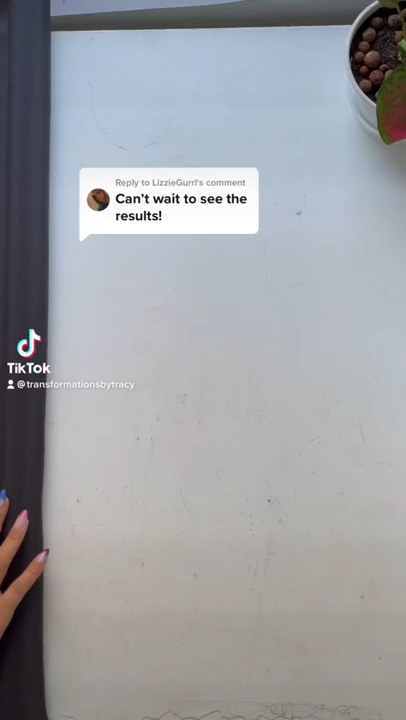 Reply to LizzieGurrl's comment
Can't wait to see the
results!
TikTok
@transformationsbytracy